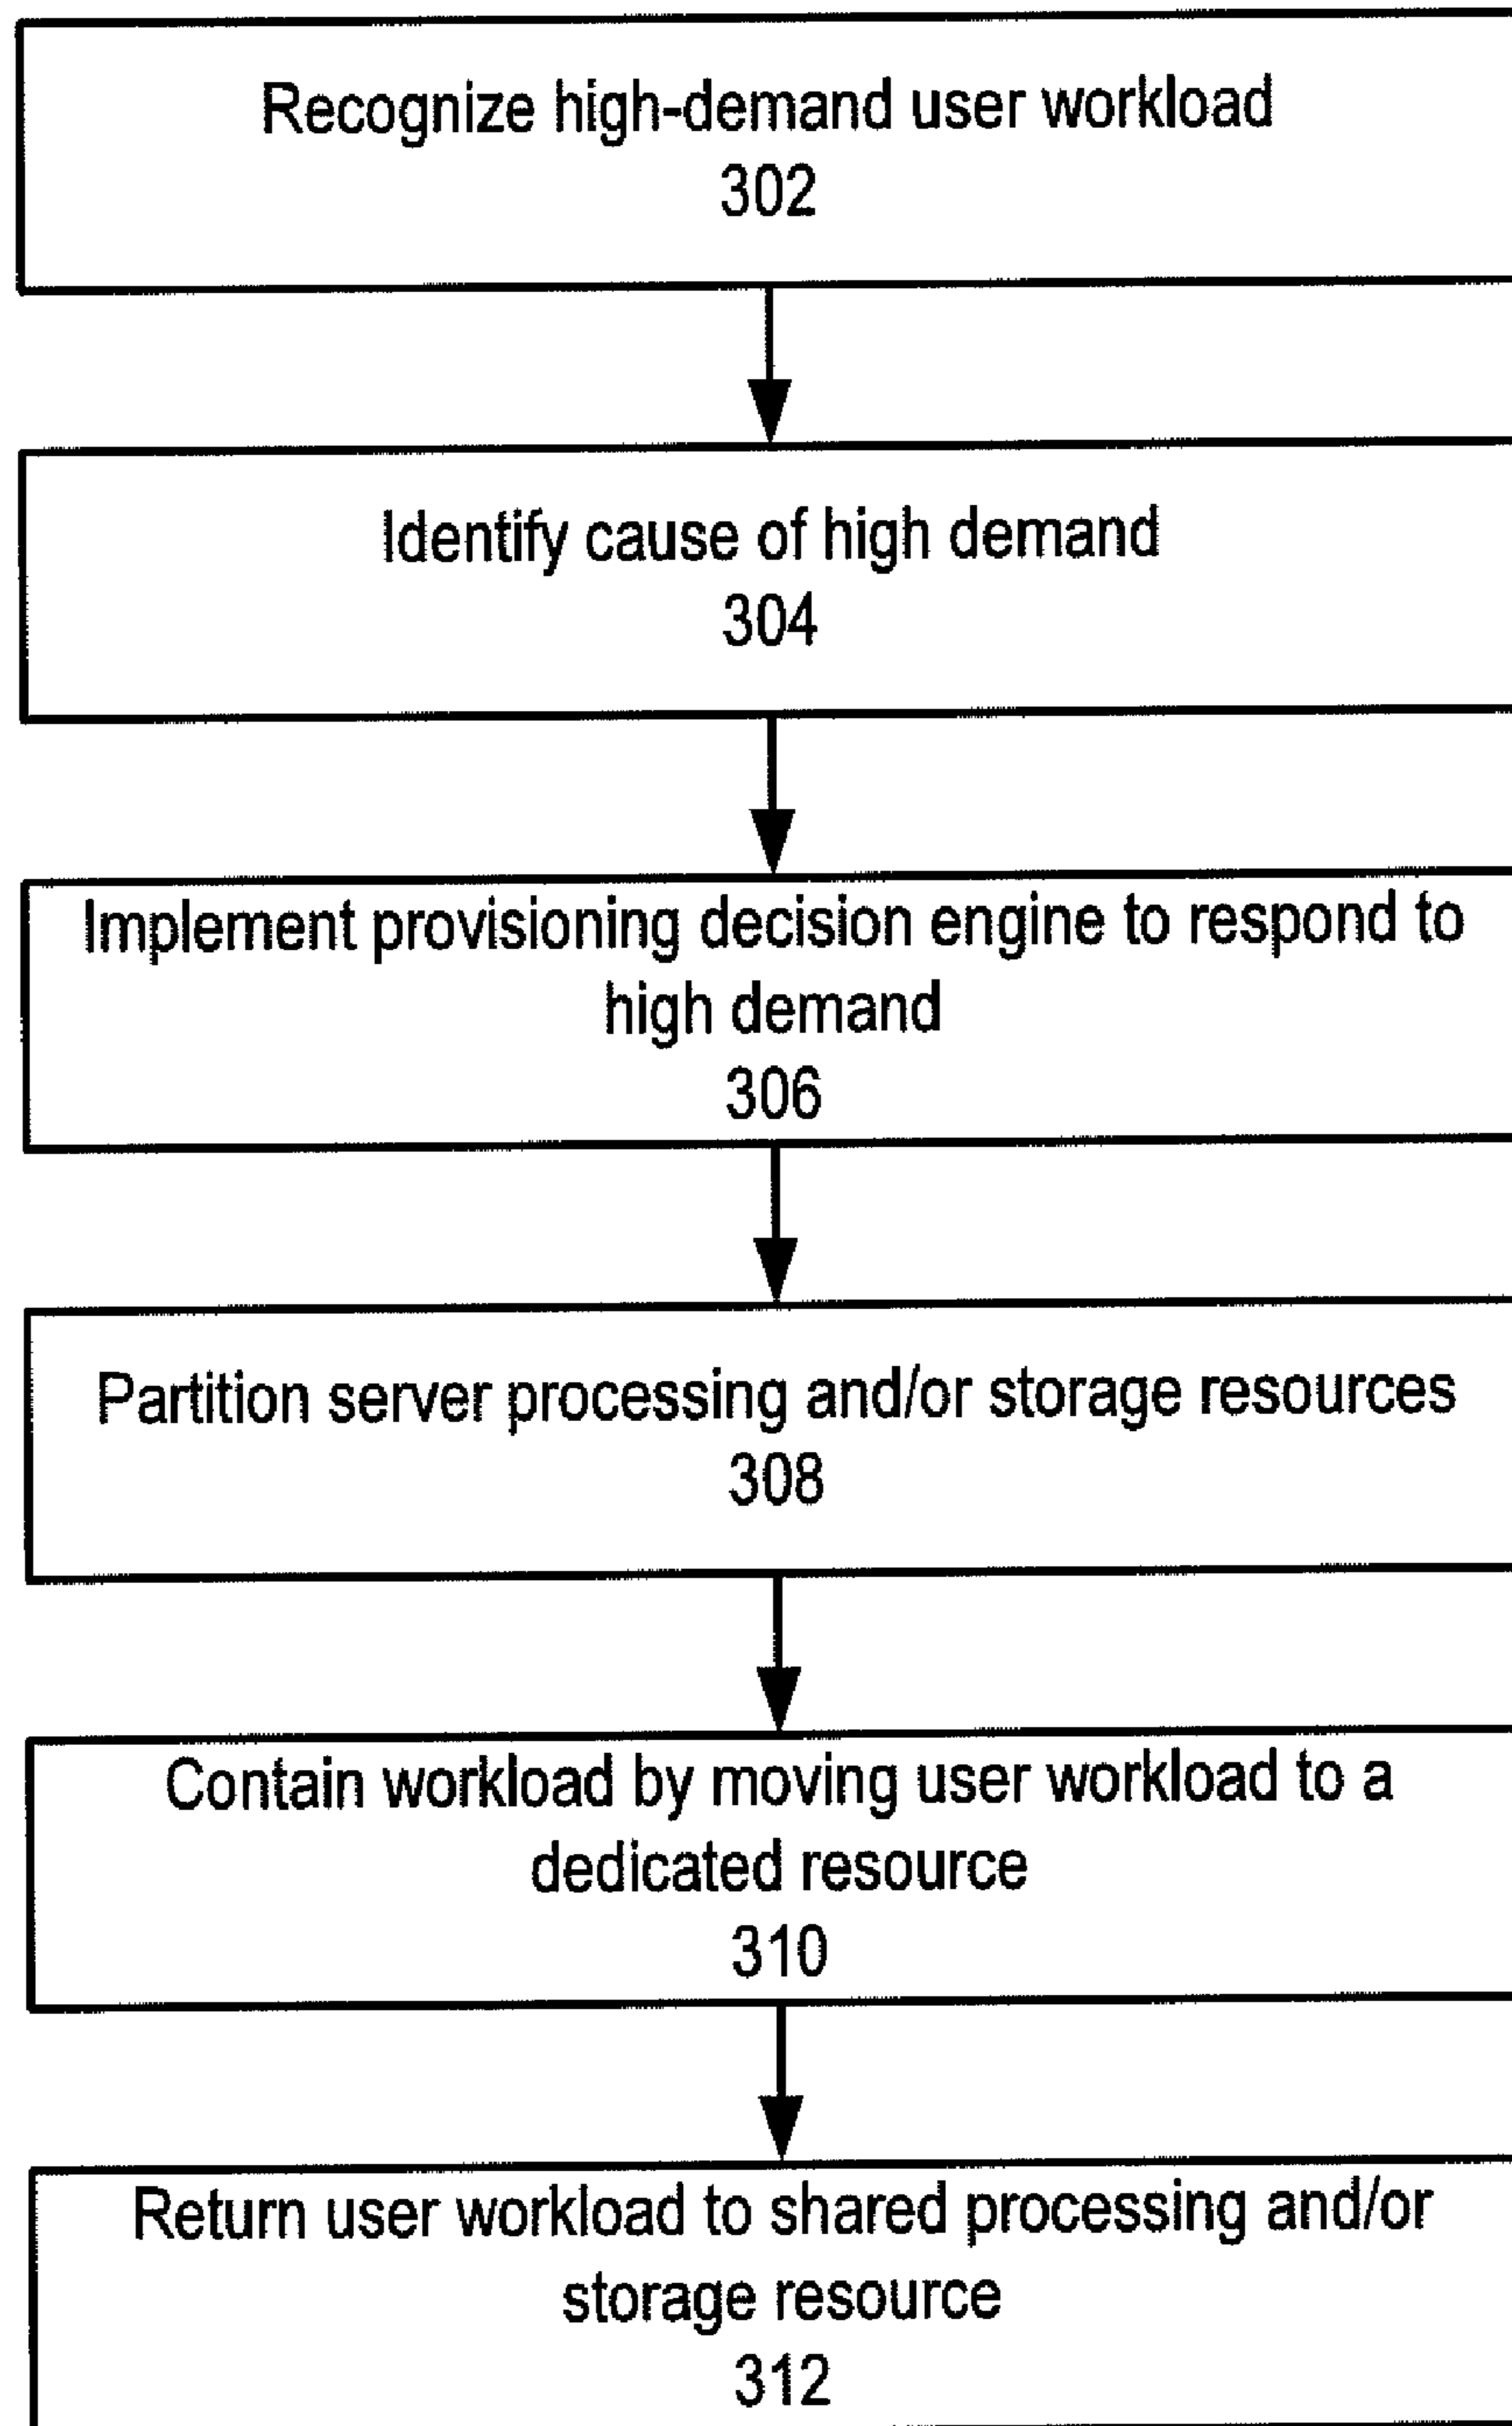 Recognize high-demand user workload
302
Identify cause of high demand
304
Implement provisioning decision engine to respond to
high demand
306
Partition server processing and/or storage resources
308
Contain workload by moving user workload to a
dedicated resource
310
Return user workload to shared processing and/or
storage resource
312